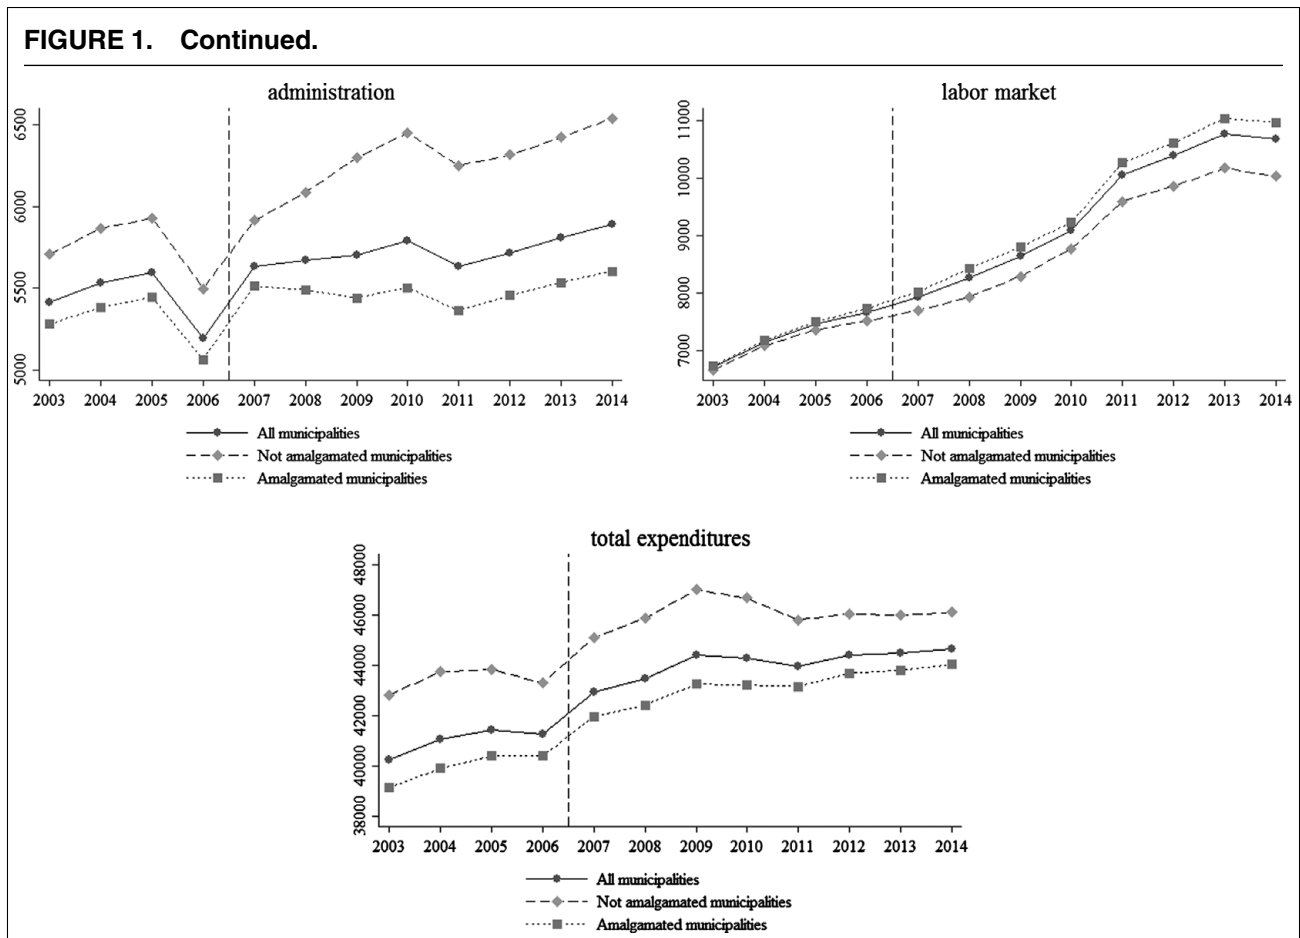 FIGURE 1. Continued.
administration
6500
6000
5500
5000
2003 2004 2005 2006 2007 2008 2009 2010 2011 2012 2013 2014
All municipalities
Not amalgamated municipalities
Amalgamated municipalities
labor market
11000
10000
9000
8000
7000
2003 2004 2005 2006 2007 2008 2009 2010 2011 2012 2013 2014
All municipalities
Not amalgamated municipalities
Amalgamated municipalities
total expenditures
48000
46000
44000
42000
40000
38000
2003 2004 2005 2006 2007 2008 2009 2010 2011 2012 2013 2014
All municipalities
Not amalgamated municipalities
Amalgamated municipalities